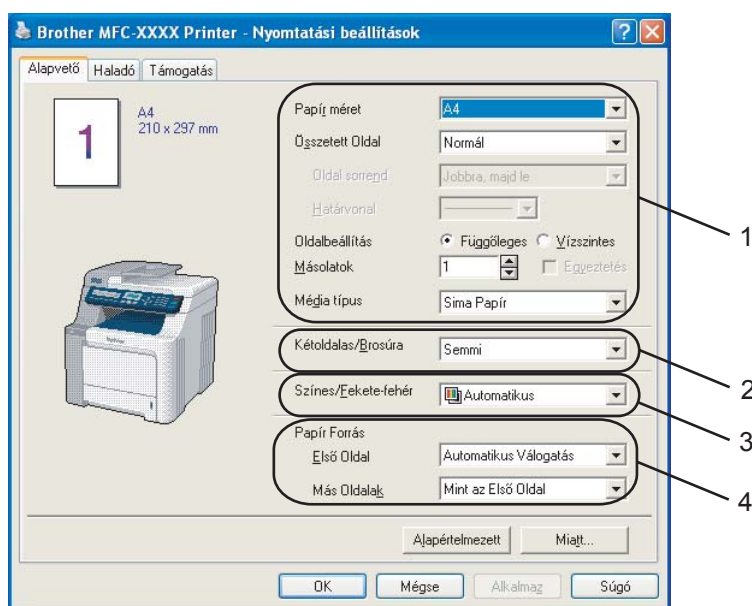 Brother MFC-XXXX Printer - Nyomtatási beállítások
Alapvető Haladó Támogatás
1
A4
210 x 297 mm
Papír méret A4
Összetett Oldal Normál
Oldal sorrend Jobbra, majd le
Határvonal
Oldalbeállítás Függőleges Vízszintes
Másolatok 1 Egyeztetés
Média típus Sima Papír
1
Kétoldalas/Brosúra Semmi
2
Színes/Fekete-fehér Automatikus
3
Papír Forrás
Első Oldal Automatikus Válogatás
Más Oldalak Mint az Első Oldal
4
Alapértelmezett Miatt...
OK Mégse Alkalmaz Súgó